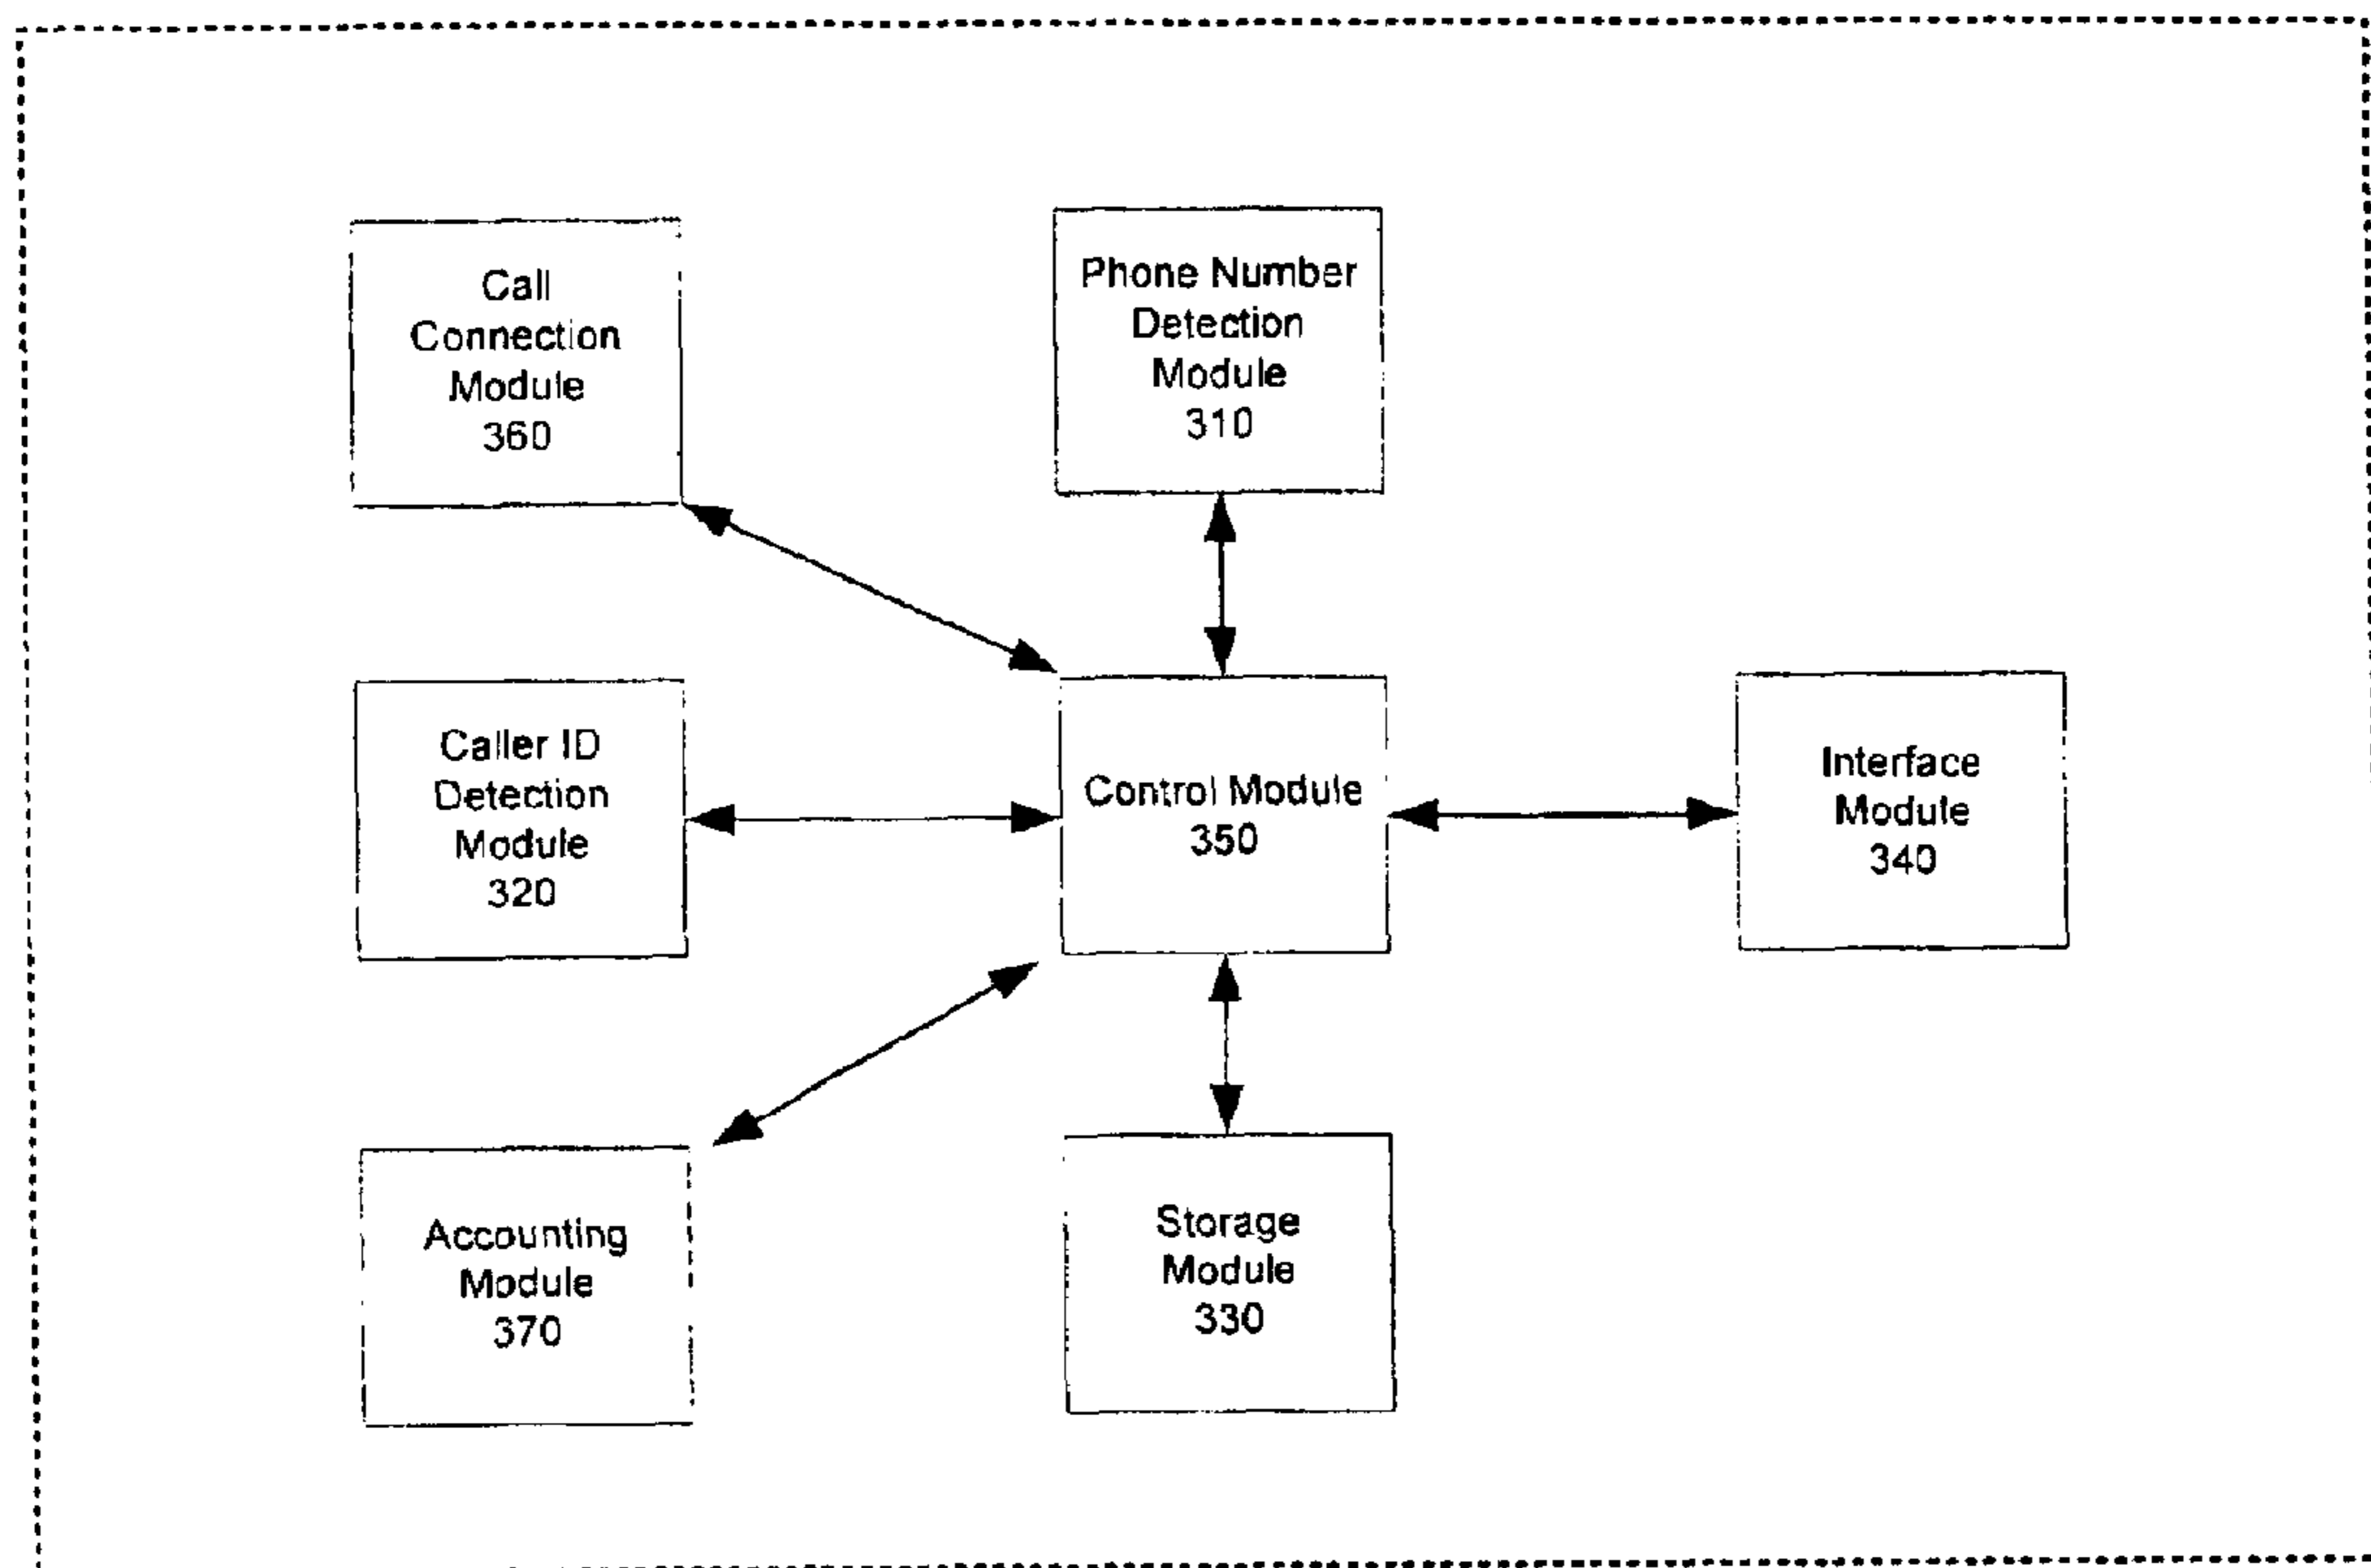 Call
Connection
Module
360
Phone Number
Detection
Module
310
Caller ID
Detection
Module
320
Control Module
350
Interface
Module
340
Accounting
Module
370
Storage
Module
330